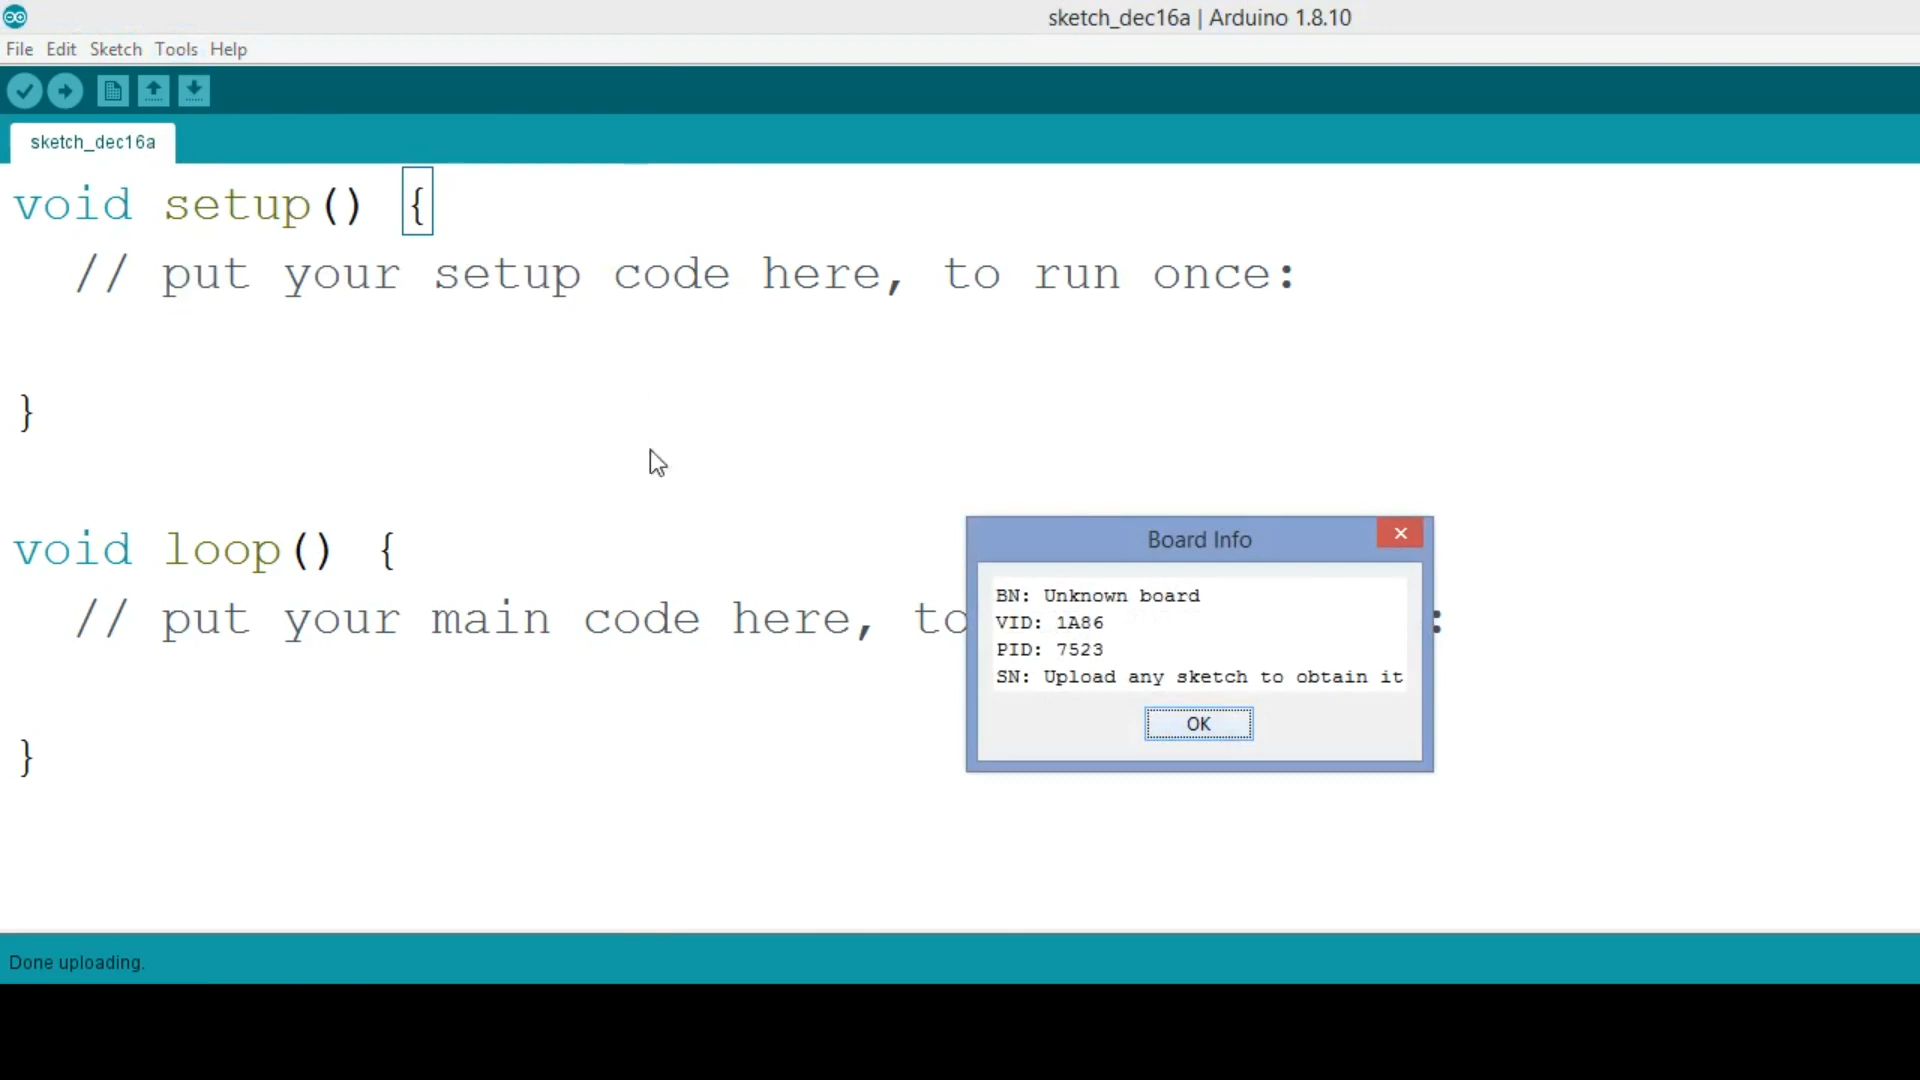 sketch_dec16a | Arduino 1.8.10
File Edit Sketch Tools Help
sketch_dec16a
void setup() {
// put your setup code here, to run once:
}
void loop() {
// put your main code here, to :
}
Board Info
BN: Unknown board
VID: 1A86
PID: 7523
SN: Upload any sketch to obtain it
OK
Done uploading.